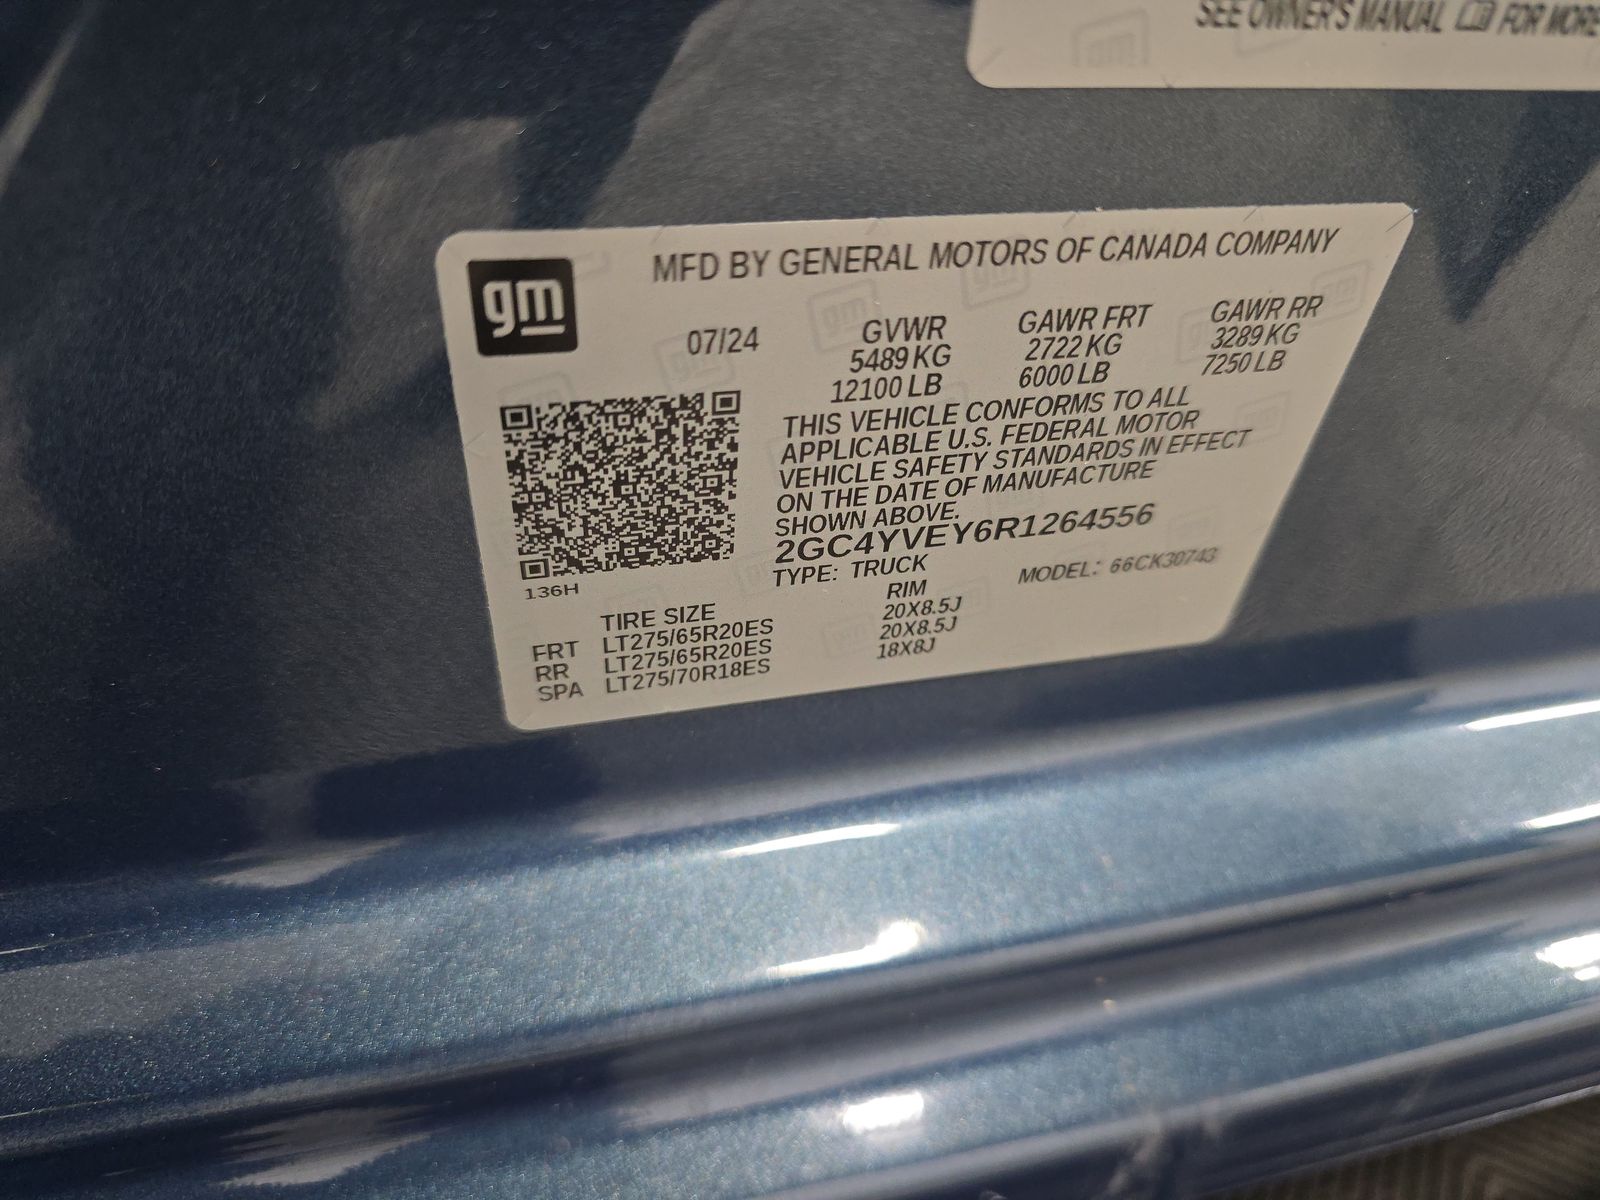 SEE OWNER'S MANUAL FOR MORE
gm
MFD BY GENERAL MOTORS OF CANADA COMPANY
07/24 GVWR GAWR FRT GAWR RR
5489 KG 2722 KG 3289 KG
12100 LB 6000 LB 7250 LB
THIS VEHICLE CONFORMS TO ALL
APPLICABLE U.S. FEDERAL MOTOR
VEHICLE SAFETY STANDARDS IN EFFECT
ON THE DATE OF MANUFACTURE
SHOWN ABOVE.
2GC4YVEY6R1264556
TYPE: TRUCK MODEL: 66CK30743
136H
TIRE SIZE RIM
FRT LT275/65R20ES 20X8.5J
RR LT275/65R20ES 20X8.5J
SPA LT275/70R18ES 18X8J